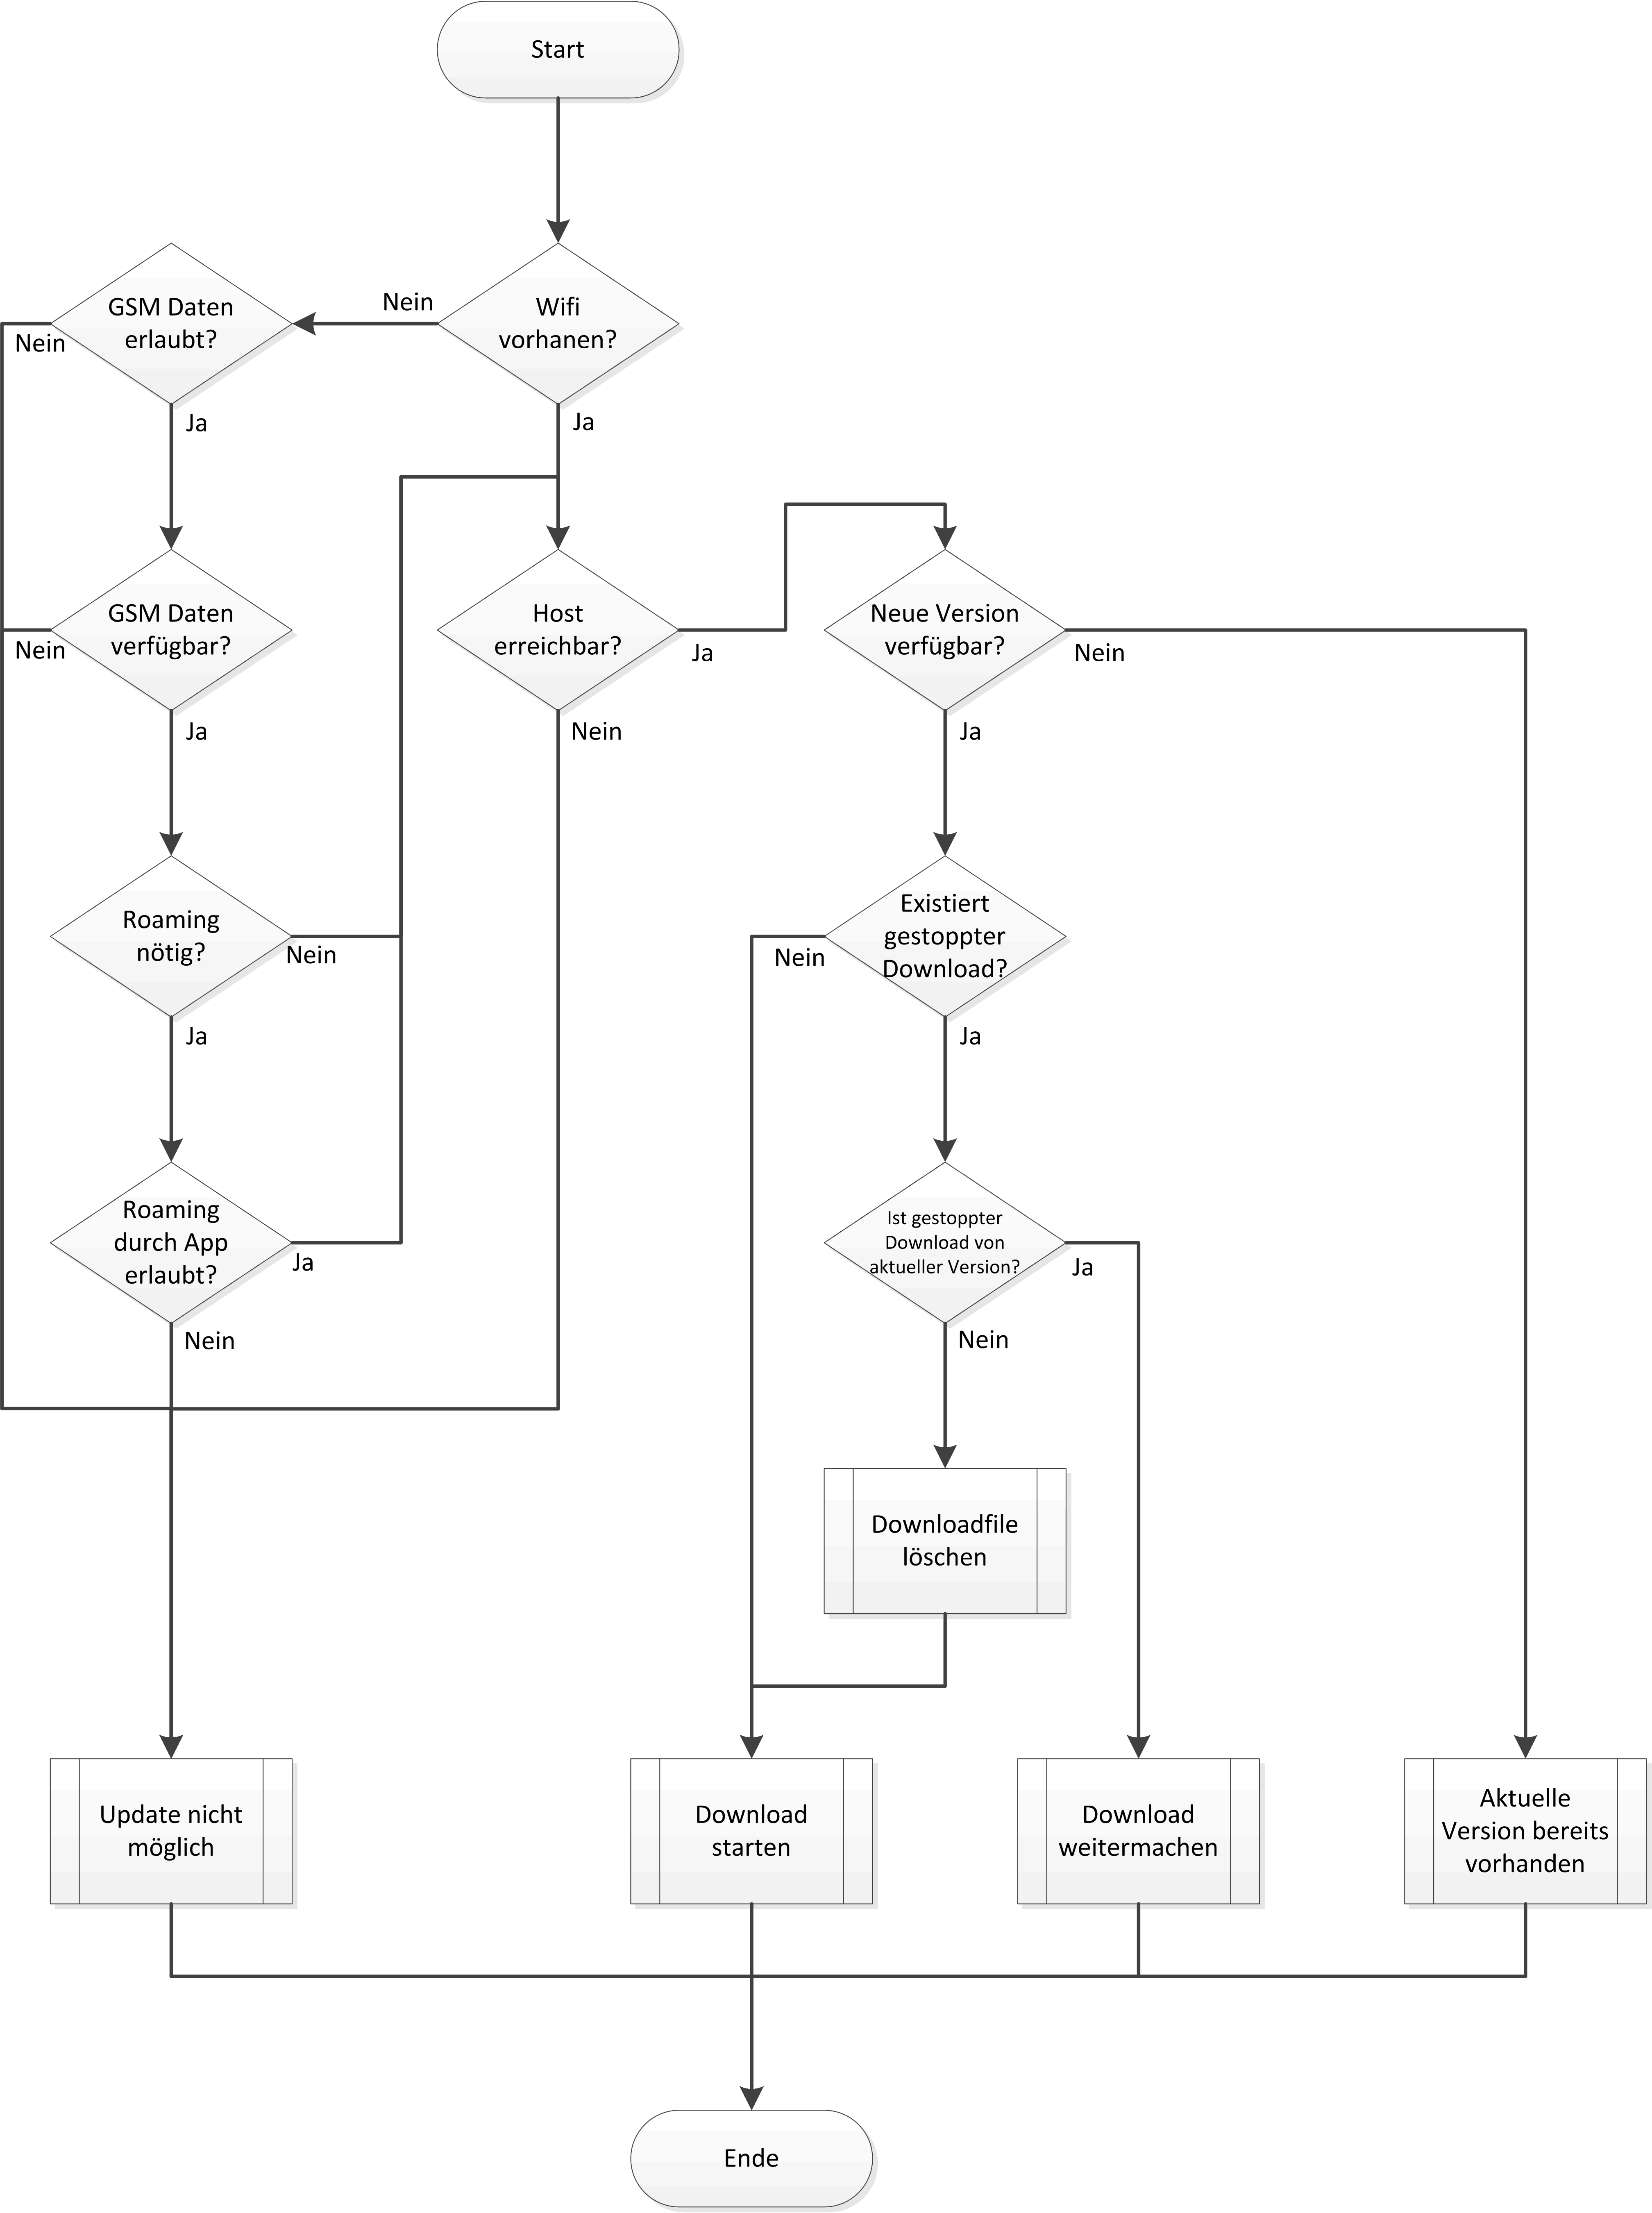 Start
GSM Daten
erlaubt?
Nein
Wifi
vorhanen?
Nein
Ja
Ja
GSM Daten
verfügbar?
Nein
Host
erreichbar?
Ja
Neue Version
verfügbar?
Nein
Ja
Nein
Ja
Roaming
nötig?
Nein
Existiert
gestoppter
Download?
Nein
Ja
Ja
Roaming
durch App
erlaubt?
Ja
Ist gestoppter
Download von
aktueller Version?
Ja
Nein
Nein
Downloadfile
löschen
Update nicht
möglich
Download
starten
Download
weitermachen
Aktuelle
Version bereits
vorhanden
Ende